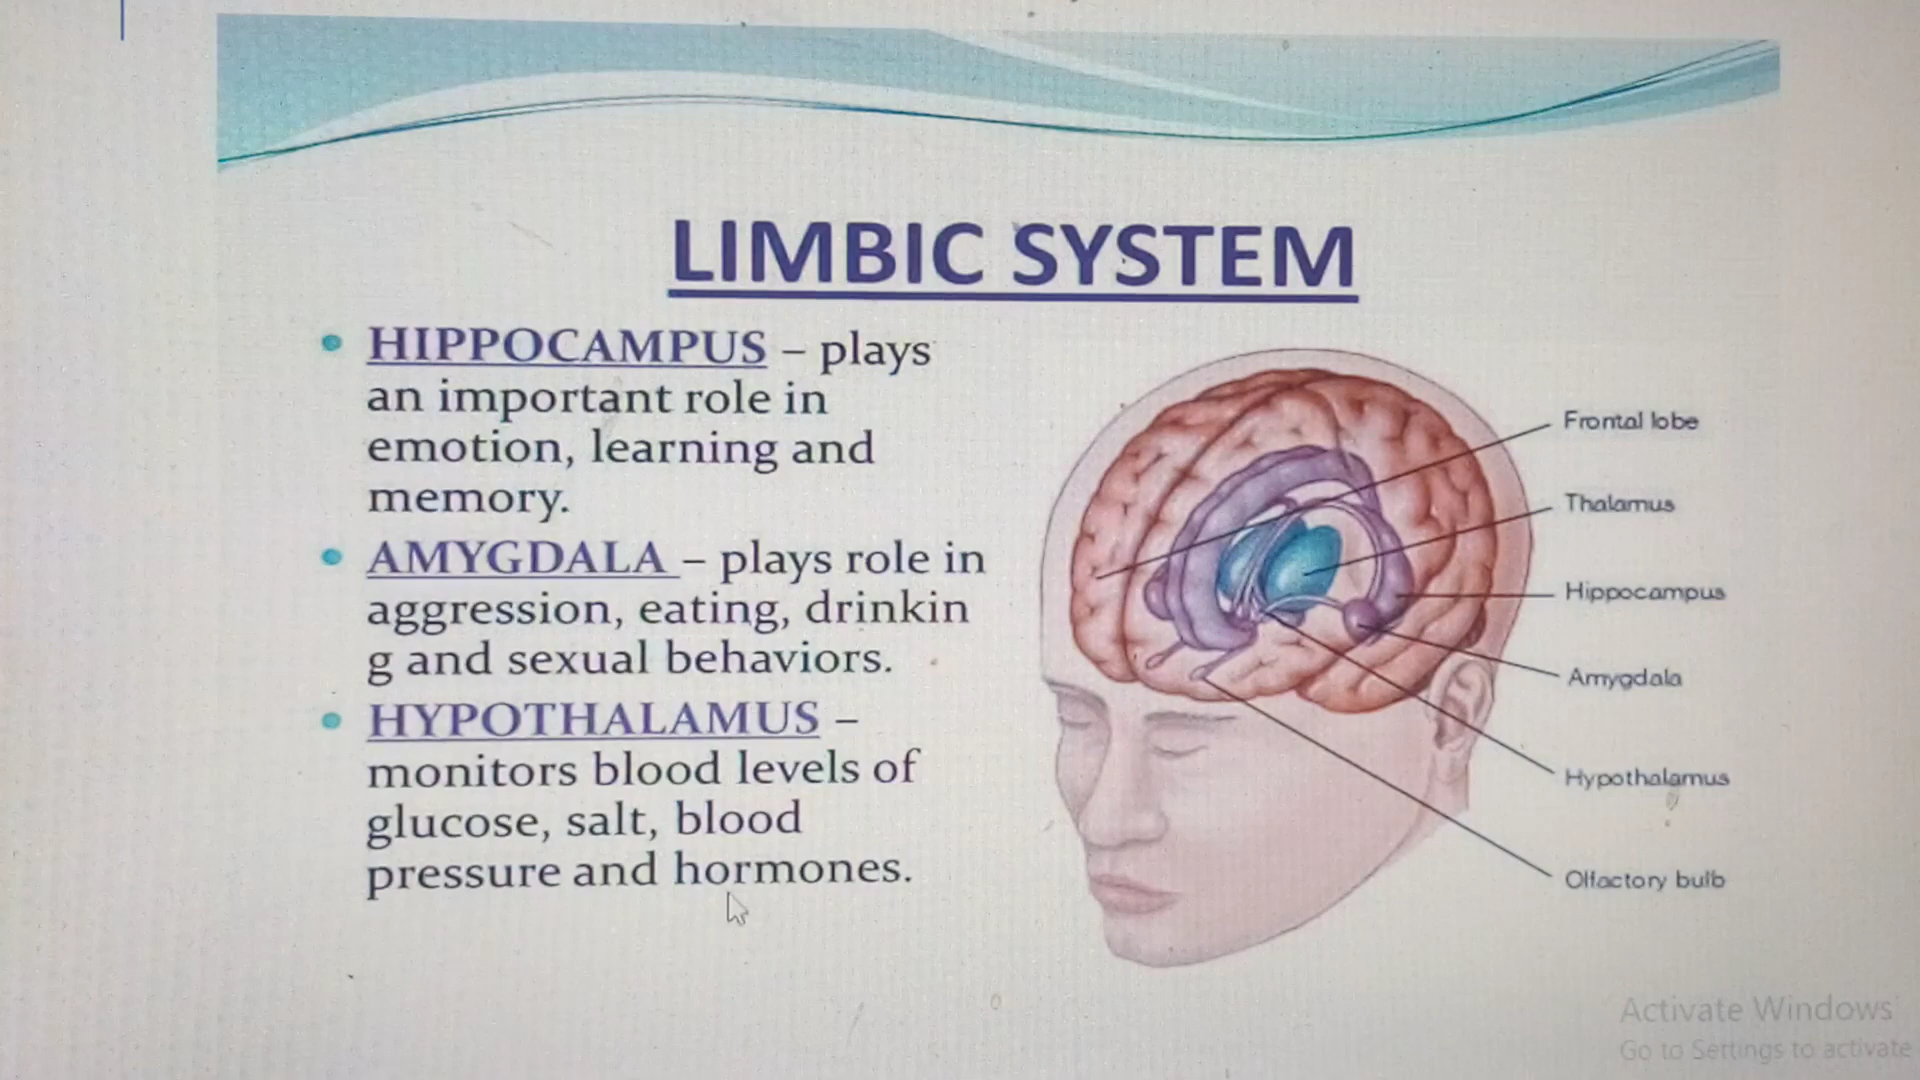 LIMBIC SYSTEM
• HIPPOCAMPUS – plays
an important role in
emotion, learning and
memory.
• AMYGDALA – plays role in
aggression, eating, drinkin
g and sexual behaviors.
• HYPOTHALAMUS –
monitors blood levels of
glucose, salt, blood
pressure and hormones.
Frontal lobe
Thalamus
Hippocampus
Amygdala
Hypothalamus
Olfactory bulb
Activate Windows
Go to Settings to activate